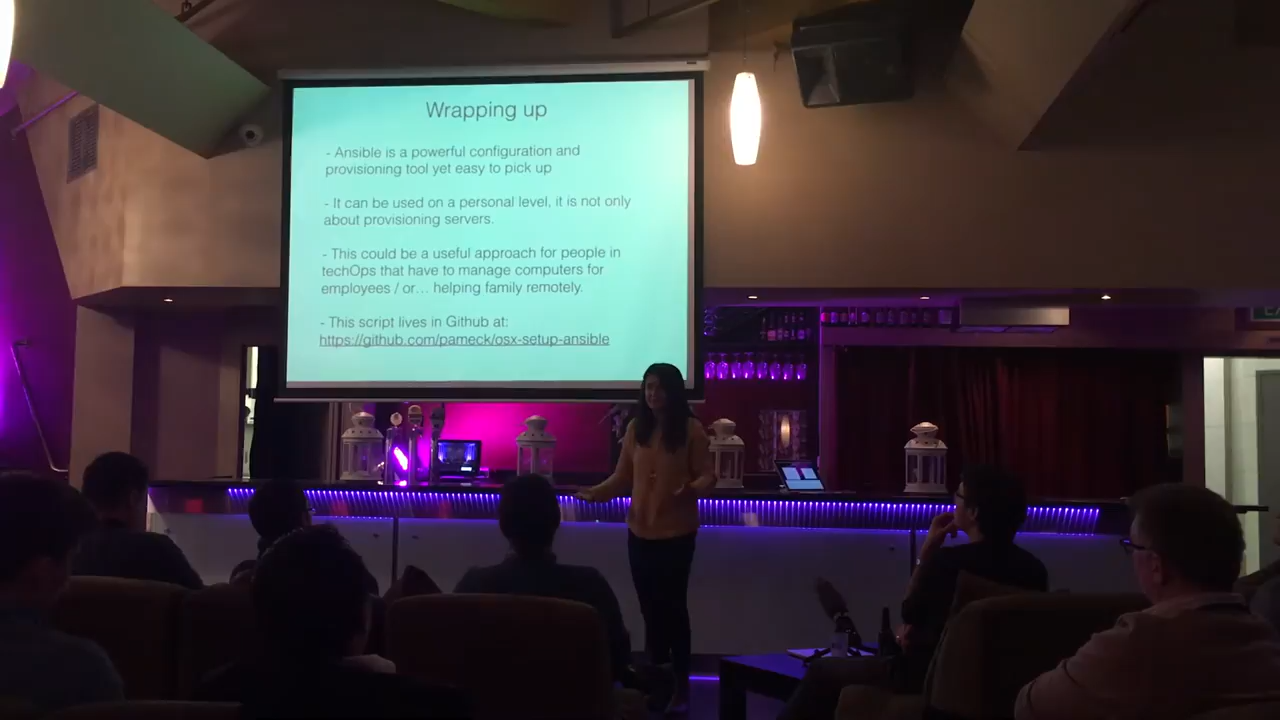 Wrapping up
- Ansible is a powerful configuration and
provisioning tool yet easy to pick up
- It can be used on a personal level, it is not only
about provisioning servers.
- This could be a useful approach for people in
techOps that have to manage computers for
employees / or... helping family remotely.
- This script lives in Github at:
https://github.com/pameck/osx-setup-ansible